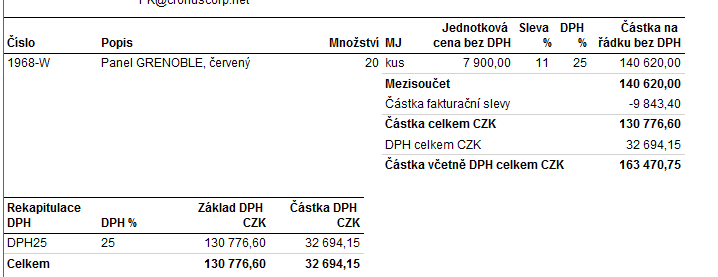 PK@cronuscorp.net
Číslo Popis Množství MJ Jednotková cena bez DPH Sleva % DPH % Částka na řádku bez DPH
1968-W Panel GRENOBLE, červený 20 kus 7 900,00 11 25 140 620,00
Mezisoučet 140 620,00
Částka fakturační slevy -9 843,40
Částka celkem CZK 130 776,60
DPH celkem CZK 32 694,15
Částka včetně DPH celkem CZK 163 470,75
Rekapitulace DPH DPH % Základ DPH CZK Částka DPH CZK
DPH25 25 130 776,60 32 694,15
Celkem 130 776,60 32 694,15